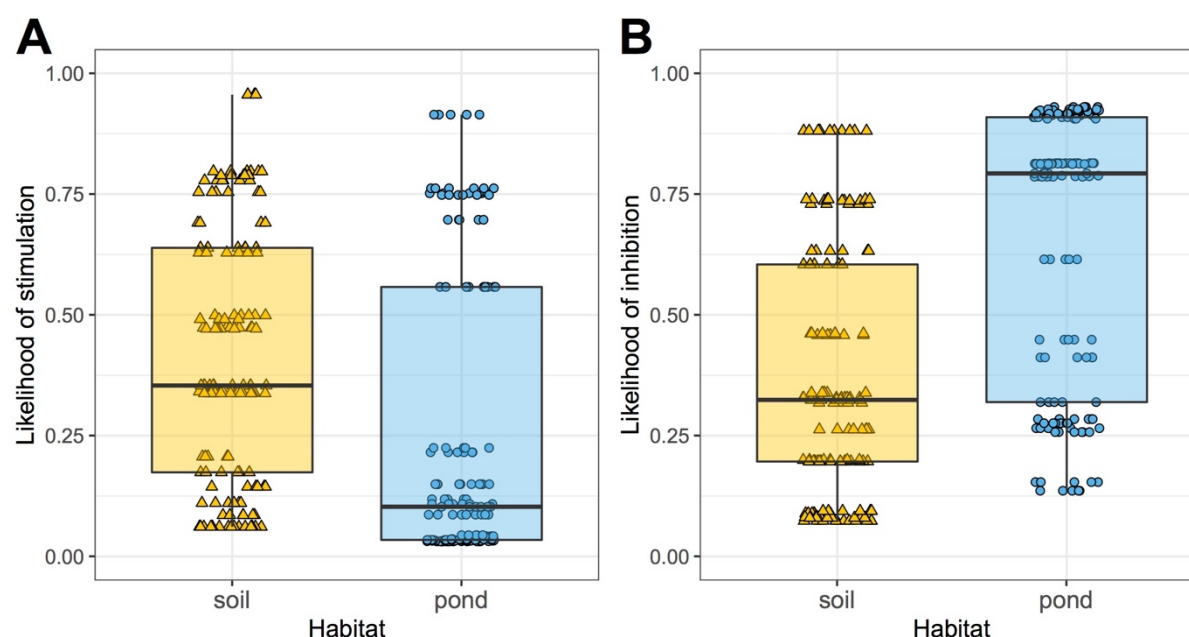 A
Likelihood of stimulation
1.00
0.75
0.50
0.25
0.00
soil pond
Habitat
B
Likelihood of inhibition
1.00
0.75
0.50
0.25
0.00
soil pond
Habitat